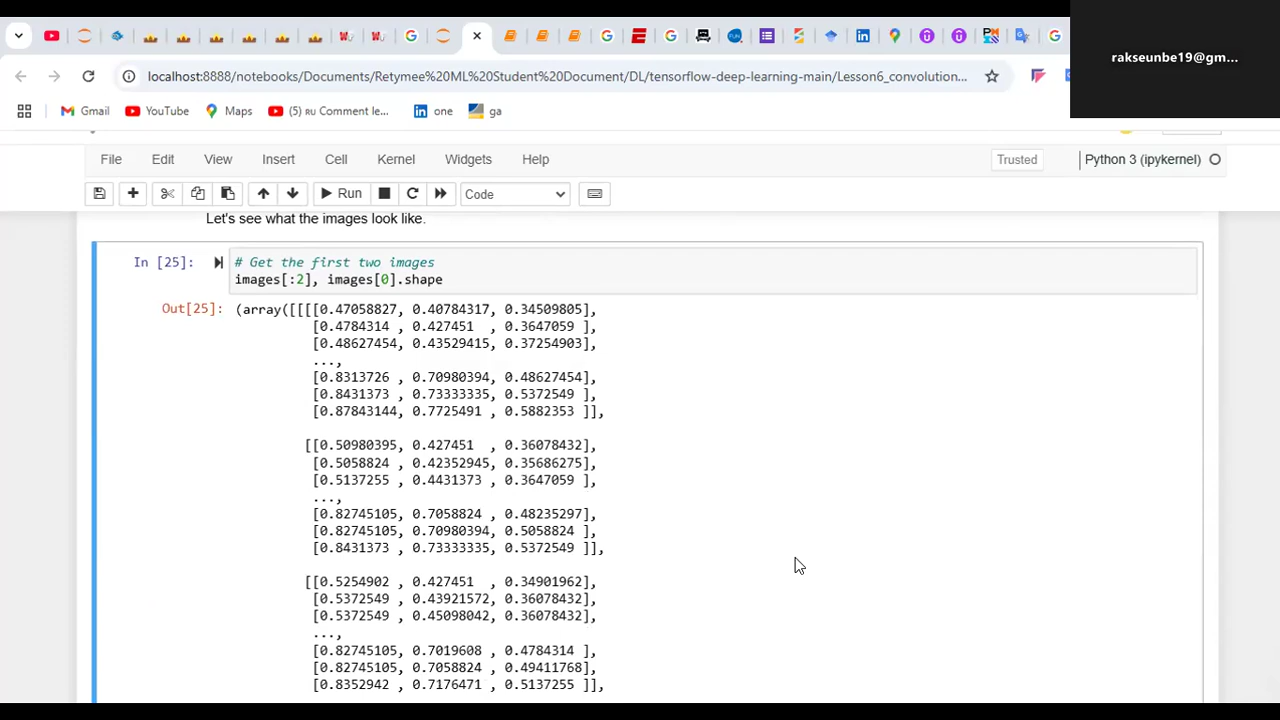 rakseunbe19@gm...
localhost:8888/notebooks/Documents/Retymee%20ML%20Student%20Document/DL/tensorflow-deep-learning-main/Lesson6_convolution...
Gmail YouTube Maps (5) ʀᴜ Comment le... one ga
File Edit View Insert Cell Kernel Widgets Help Trusted Python 3 (ipykernel)
Run Code
Let's see what the images look like.
In [25]: # Get the first two images
images[:2], images[0].shape
Out[25]: (array([[[[0.47058827, 0.40784317, 0.34509805],
[0.4784314 , 0.427451 , 0.3647059 ],
[0.48627454, 0.43529415, 0.37254903],
...,
[0.8313726 , 0.70980394, 0.48627454],
[0.8431373 , 0.73333335, 0.5372549 ],
[0.87843144, 0.7725491 , 0.5882353 ]],
[[0.50980395, 0.427451 , 0.36078432],
[0.5058824 , 0.42352945, 0.35686275],
[0.5137255 , 0.4431373 , 0.3647059 ],
...,
[0.82745105, 0.7058824 , 0.48235297],
[0.82745105, 0.70980394, 0.5058824 ],
[0.8431373 , 0.73333335, 0.5372549 ]],
[[0.5254902 , 0.427451 , 0.34901962],
[0.5372549 , 0.43921572, 0.36078432],
[0.5372549 , 0.45098042, 0.36078432],
...,
[0.82745105, 0.7019608 , 0.4784314 ],
[0.82745105, 0.7058824 , 0.49411768],
[0.8352942 , 0.7176471 , 0.5137255 ]],